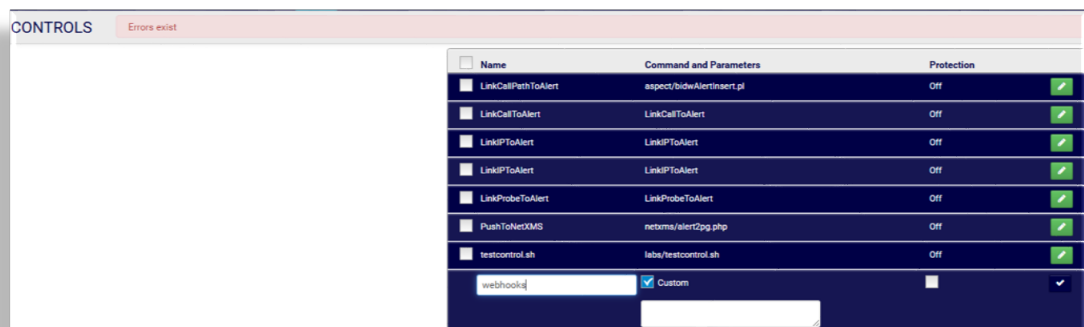 CONTROLS Errors exist
Name Command and Parameters Protection
LinkCallPathToAlert aspect/bidwAlertInsert.pl Off
LinkCallToAlert LinkCallToAlert Off
LinkIPToAlert LinkIPToAlert Off
LinkIPToAlert LinkIPToAlert Off
LinkProbeToAlert LinkProbeToAlert Off
PushToNetXMS netxms/alert2pg.php Off
testcontrol.sh labs/testcontrol.sh Off
webhooks Custom